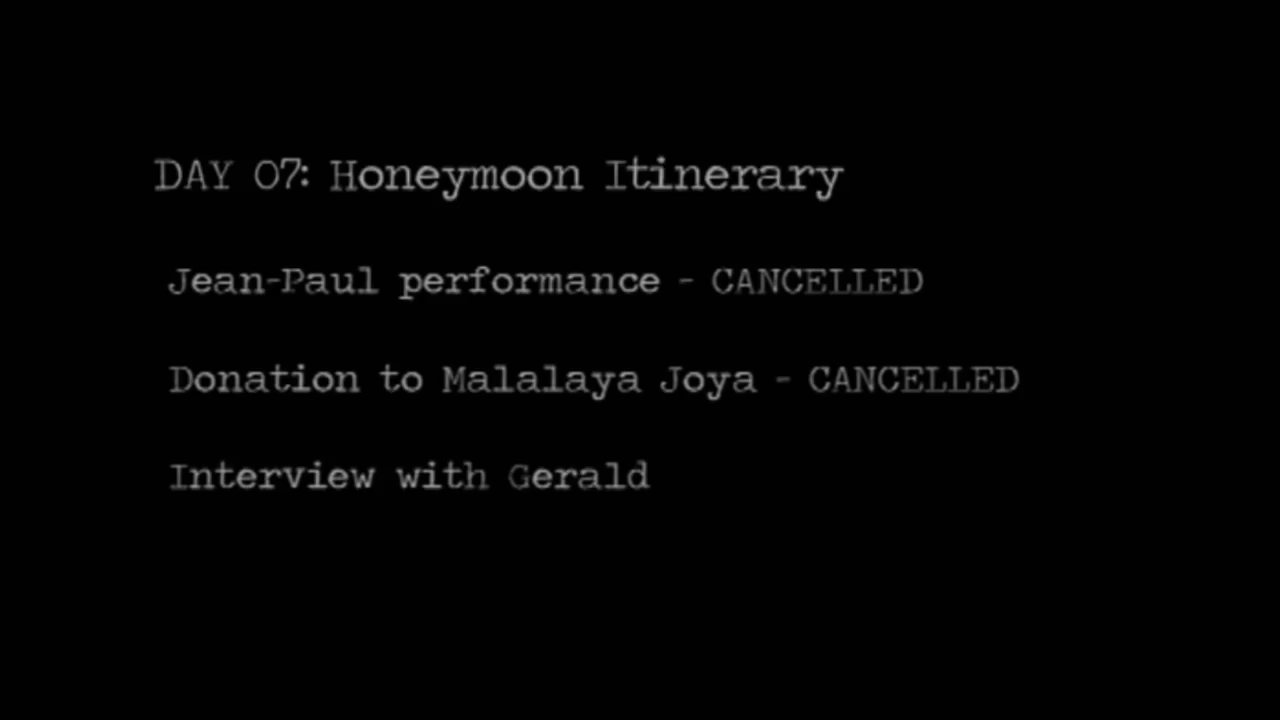 DAY 07: Honeymoon Itinerary
Jean-Paul performance - CANCELLED
Donation to Malalaya Joya - CANCELLED
Interview with Gerald